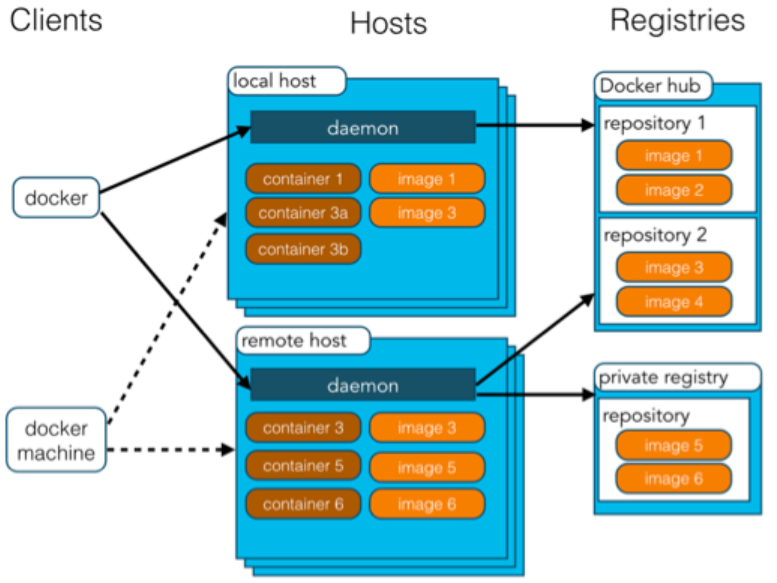 Clients
Hosts
Registries
local host
daemon
container 1
image 1
container 3a
image 3
container 3b
docker
docker
machine
remote host
daemon
container 3
image 3
container 5
image 5
container 6
image 6
Docker hub
repository 1
image 1
image 2
repository 2
image 3
image 4
private registry
repository
image 5
image 6